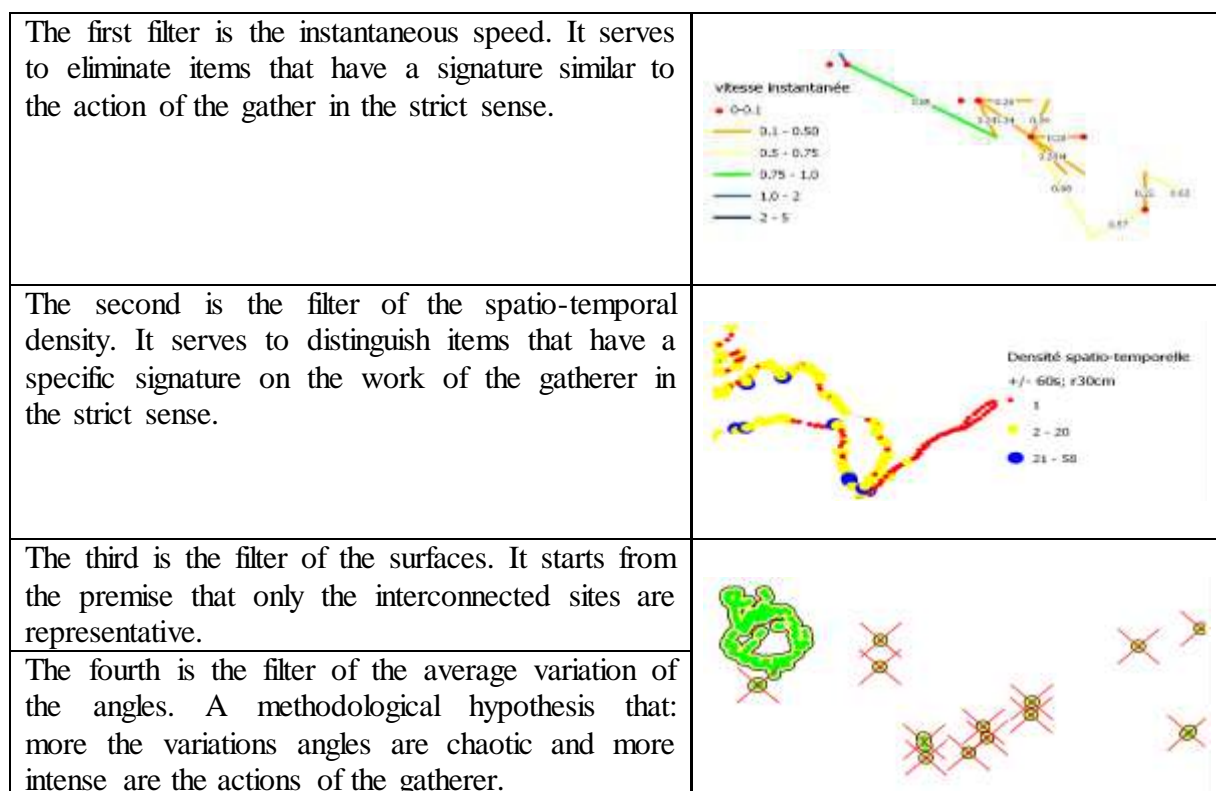 The first filter is the instantaneous speed. It serves
to eliminate items that have a signature similar to
the action of the gather in the strict sense.
vitesse instantanée
0-0.1
0.1 - 0.50
0.5 - 0.75
0.75 - 1.0
1.0 - 2
2 - 5
0.57
The second is the filter of the spatio-temporal
density. It serves to distinguish items that have a
specific signature on the work of the gatherer in
the strict sense.
Densité spatio-temporelle
+/- 60s; r30cm
1
2 - 20
21 - 58
The third is the filter of the surfaces. It starts from
the premise that only the interconnected sites are
representative.
The fourth is the filter of the average variation of
the angles. A methodological hypothesis that:
more the variations angles are chaotic and more
intense are the actions of the gatherer.